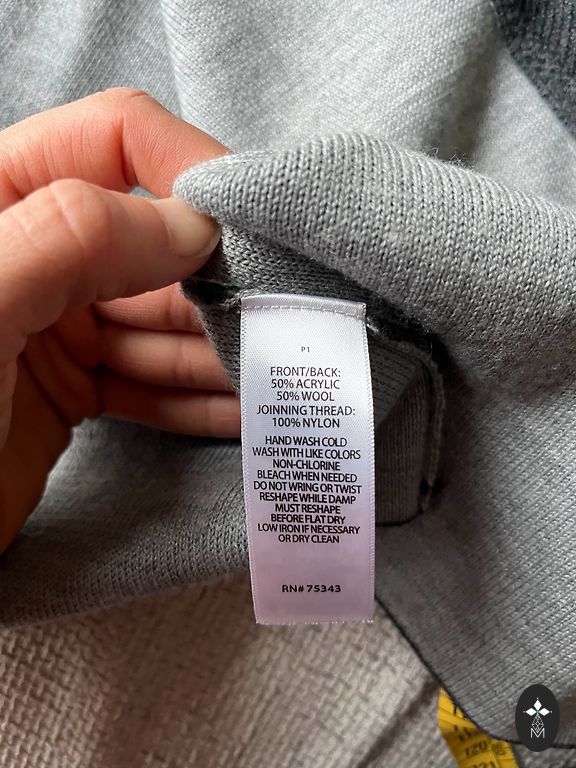 P1
FRONT/BACK:
50% ACRYLIC
50% WOOL
JOINNING THREAD:
100% NYLON
HAND WASH COLD
WASH WITH LIKE COLORS
NON-CHLORINE
BLEACH WHEN NEEDED
DO NOT WRING OR TWIST
RESHAPE WHILE DAMP
MUST RESHAPE
BEFORE FLAT DRY
LOW IRON IF NECESSARY
OR DRY CLEAN
RN# 75343
120
M